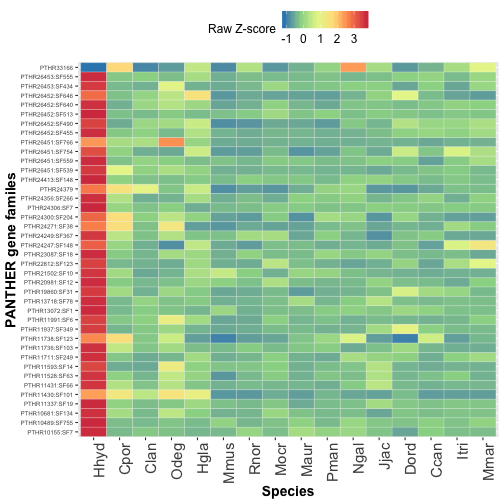 Raw Z-score
-1 0 1 2 3
PANTHER gene familes
PTHR33166
PTHR26453:SF555
PTHR26453:SF434
PTHR26452:SF646
PTHR26452:SF640
PTHR26452:SF513
PTHR26452:SF490
PTHR26452:SF455
PTHR26451:SF766
PTHR26451:SF754
PTHR26451:SF559
PTHR26451:SF539
PTHR24413:SF148
PTHR24379
PTHR24356:SF266
PTHR24306:SF7
PTHR24300:SF204
PTHR24271:SF38
PTHR24249:SF367
PTHR24247:SF148
PTHR23087:SF18
PTHR22812:SF123
PTHR21502:SF10
PTHR20981:SF12
PTHR19860:SF31
PTHR13718:SF78
PTHR13072:SF1
PTHR11991:SF6
PTHR11937:SF349
PTHR11738:SF123
PTHR11731:SF103
PTHR11711:SF249
PTHR11593:SF14
PTHR11528:SF63
PTHR11431:SF66
PTHR11430:SF101
PTHR11337:SF19
PTHR10681:SF134
PTHR10489:SF755
PTHR10155:SF7
Hhyd Cpor Clan Odeg Hgla Mmus Rnor Mocr Maur Pman Ngal Jjac Dord Ccan Itri Mmar
Species